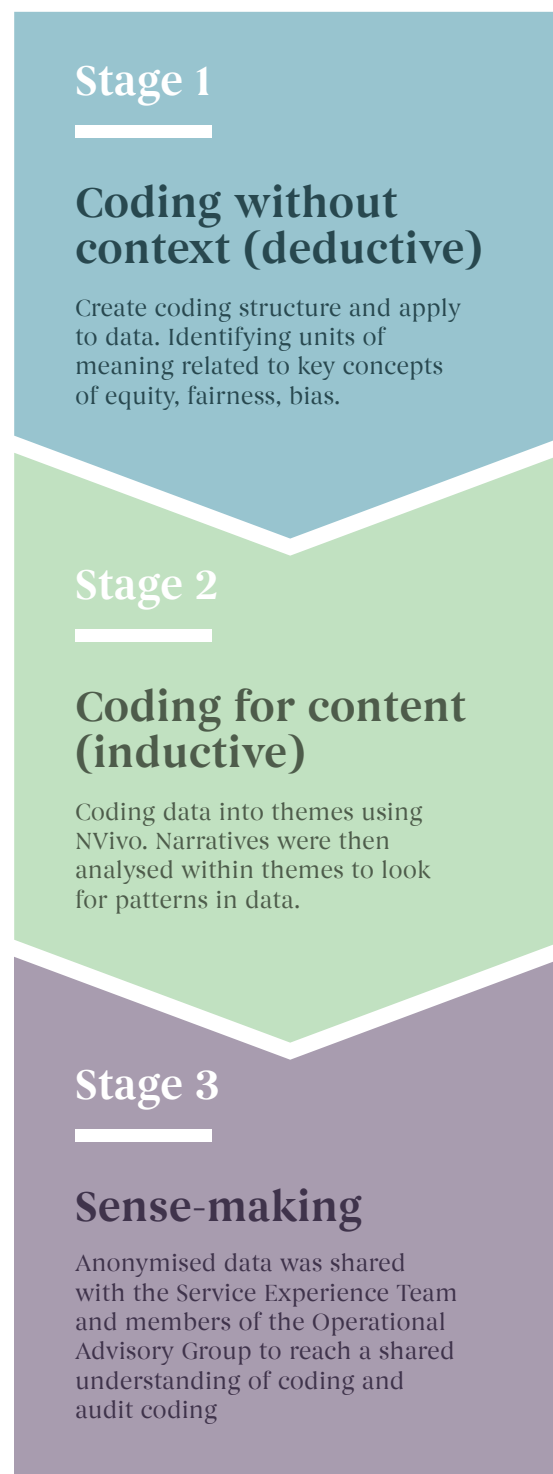 Stage 1
Coding without
context (deductive)
Create coding structure and apply
to data. Identifying units of
meaning related to key concepts
of equity, fairness, bias.
Stage 2
Coding for content
(inductive)
Coding data into themes using
NVivo. Narratives were then
analysed within themes to look
for patterns in data.
Stage 3
Sense-making
Anonymised data was shared
with the Service Experience Team
and members of the Operational
Advisory Group to reach a shared
understanding of coding and
audit coding